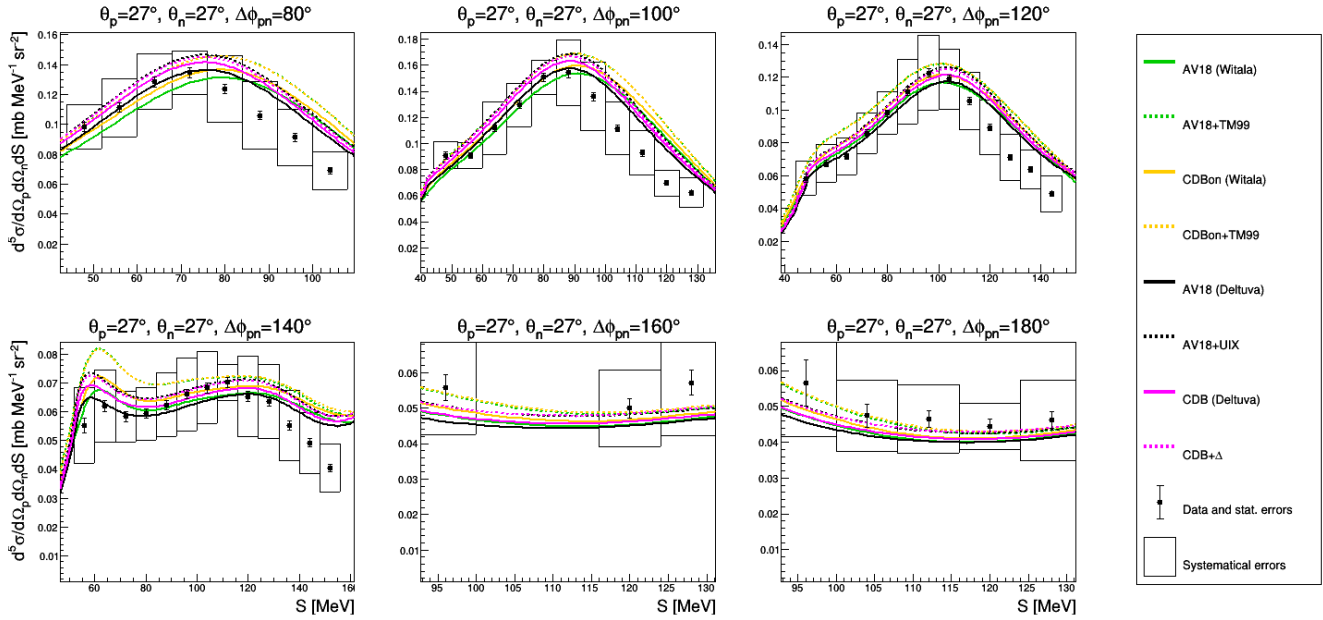 θp=27°, θn=27°, Δϕpn=80°
θp=27°, θn=27°, Δϕpn=100°
θp=27°, θn=27°, Δϕpn=120°
d⁵σ/dΩpdΩndS [mb MeV⁻¹ sr⁻²]
0.16
0.14
0.12
0.1
0.08
0.06
0.04
0.02
50 60 70 80 90 100
0.18
0.16
0.14
0.12
0.1
0.08
0.06
0.04
0.02
40 50 60 70 80 90 100 110 120 130
0.14
0.12
0.1
0.08
0.06
0.04
0.02
40 60 80 100 120 140
θp=27°, θn=27°, Δϕpn=140°
θp=27°, θn=27°, Δϕpn=160°
θp=27°, θn=27°, Δϕpn=180°
d⁵σ/dΩpdΩndS [mb MeV⁻¹ sr⁻²]
0.08
0.07
0.06
0.05
0.04
0.03
0.02
0.01
60 80 100 120 140 160
S [MeV]
0.06
0.05
0.04
0.03
0.02
0.01
95 100 105 110 115 120 125 130
S [MeV]
0.06
0.05
0.04
0.03
0.02
0.01
95 100 105 110 115 120 125 130
S [MeV]
AV18 (Witala)
AV18+TM99
CDBon (Witala)
CDBon+TM99
AV18 (Deltuva)
AV18+UIX
CDB (Deltuva)
CDB+Δ
Data and stat. errors
Systematical errors